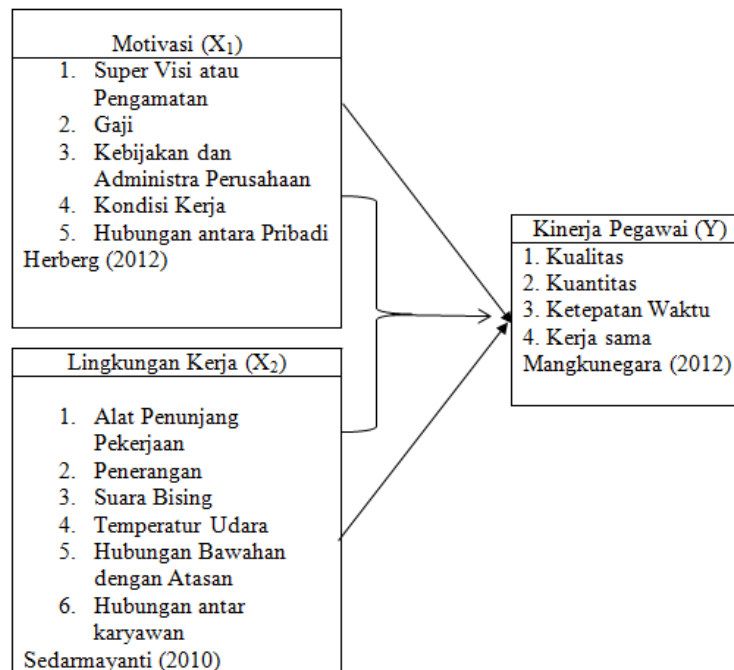 Motivasi (X₁)
1. Super Visi atau
Pengamatan
2. Gaji
3. Kebijakan dan
Administra Perusahaan
4. Kondisi Kerja
5. Hubungan antara Pribadi
Herberg (2012)
Lingkungan Kerja (X₂)
1. Alat Penunjang
Pekerjaan
2. Penerangan
3. Suara Bising
4. Temperatur Udara
5. Hubungan Bawahan
dengan Atasan
6. Hubungan antar
karyawan
Sedarmayanti (2010)
Kinerja Pegawai (Y)
1. Kualitas
2. Kuantitas
3. Ketepatan Waktu
4. Kerja sama
Mangkunegara (2012)